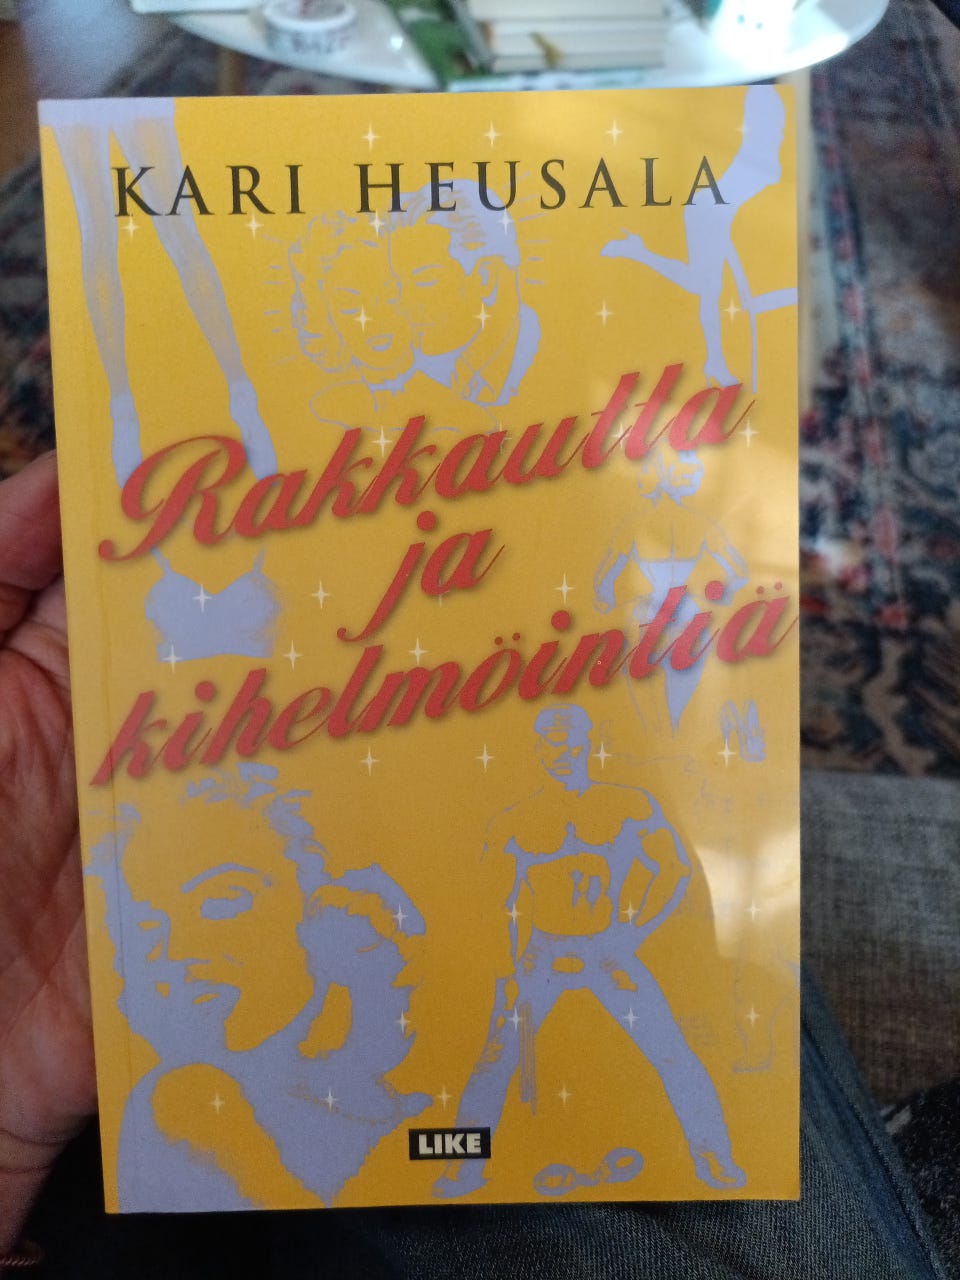 KARI HEUSALA
Rakkautta
ja
kihelmöintiä
LIKE